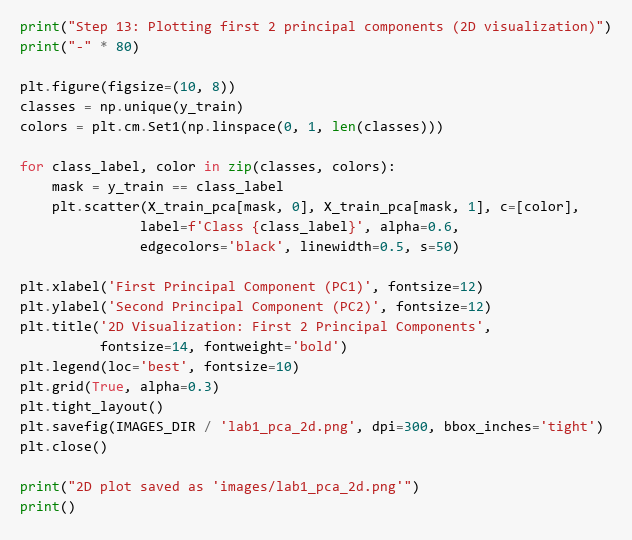 print("Step 13: Plotting first 2 principal components (2D visualization)")
print("-" * 80)

plt.figure(figsize=(10, 8))
classes = np.unique(y_train)
colors = plt.cm.Set1(np.linspace(0, 1, len(classes)))

for class_label, color in zip(classes, colors):
    mask = y_train == class_label
    plt.scatter(X_train_pca[mask, 0], X_train_pca[mask, 1], c=[color],
               label=f'Class {class_label}', alpha=0.6,
               edgecolors='black', linewidth=0.5, s=50)

plt.xlabel('First Principal Component (PC1)', fontsize=12)
plt.ylabel('Second Principal Component (PC2)', fontsize=12)
plt.title('2D Visualization: First 2 Principal Components',
          fontsize=14, fontweight='bold')
plt.legend(loc='best', fontsize=10)
plt.grid(True, alpha=0.3)
plt.tight_layout()
plt.savefig(IMAGES_DIR / 'lab1_pca_2d.png', dpi=300, bbox_inches='tight')
plt.close()

print("2D plot saved as 'images/lab1_pca_2d.png'")
print()